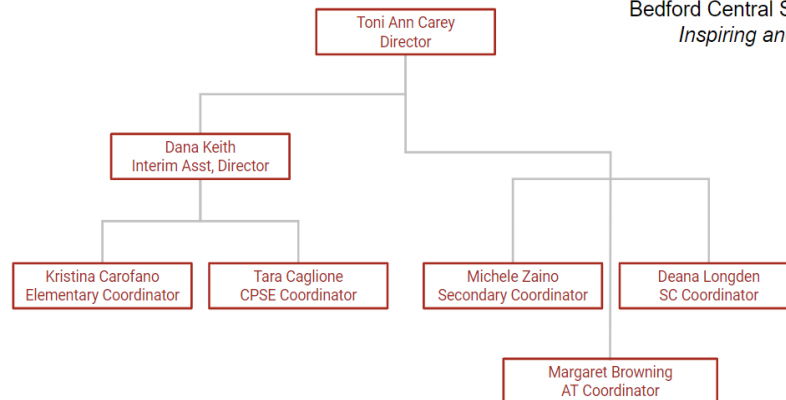 Bedford Central
Inspiring
Toni Ann Carey
Director
Dana Keith
Interim Asst, Director
Kristina Carofano
Elementary Coordinator
Tara Caglione
CPSE Coordinator
Michele Zaino
Secondary Coordinator
Deana Longden
SC Coordinator
Margaret Browning
AT Coordinator